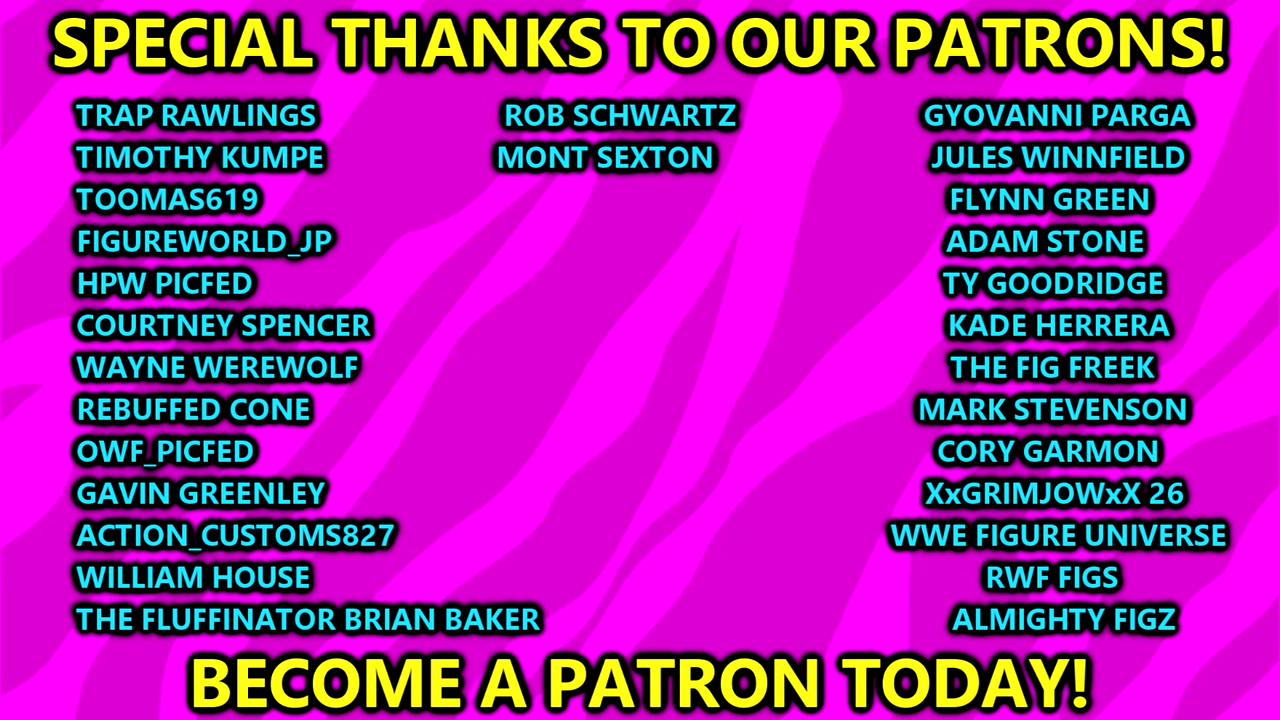 SPECIAL THANKS TO OUR PATRONS!
TRAP RAWLINGS
TIMOTHY KUMPE
TOOMAS619
FIGUREWORLD_JP
HPW PICFED
COURTNEY SPENCER
WAYNE WEREWOLF
REBUFFED CONE
OWF_PICFED
GAVIN GREENLEY
ACTION_CUSTOMS827
WILLIAM HOUSE
THE FLUFFINATOR BRIAN BAKER
ROB SCHWARTZ
MONT SEXTON
GYOVANNI PARGA
JULES WINNFIELD
FLYNN GREEN
ADAM STONE
TY GOODRIDGE
KADE HERRERA
THE FIG FREEK
MARK STEVENSON
CORY GARMON
XxGRIMJOWxX 26
WWE FIGURE UNIVERSE
RWF FIGS
ALMIGHTY FIGZ
BECOME A PATRON TODAY!